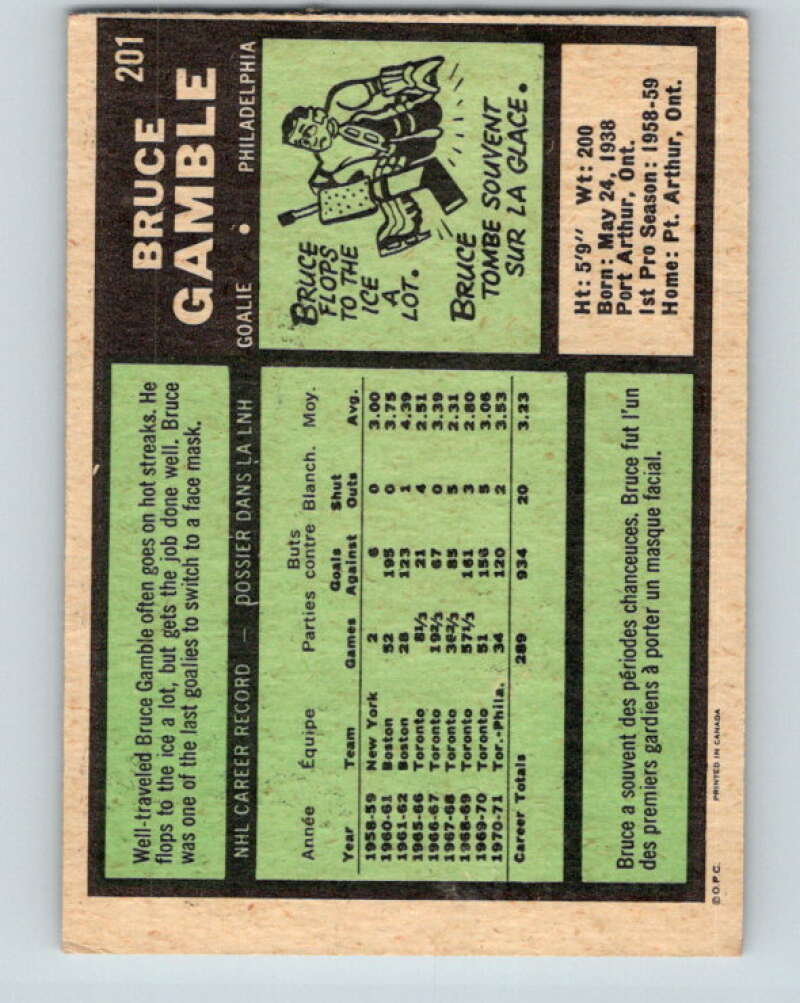 Well-traveled Bruce Gamble often goes on hot streaks. He
flops to the ice a lot, but gets the job done well. Bruce
was one of the last goalies to switch to a face mask.
BRUCE 201
GAMBLE
GOALIE • PHILADELPHIA
NHL CAREER RECORD — DOSSIER DANS LA LNH
Année Équipe Parties Buts contre Blanch. Moy.
Year Team Games Goals Against Shut Outs Avg.
1958-59 New York 2 6 0 3.00
1960-61 Boston 52 195 0 3.75
1961-62 Boston 28 123 1 4.39
1965-66 Toronto 8⅓ 21 4 2.51
1966-67 Toronto 19⅔ 67 0 3.39
1967-68 Toronto 36⅔ 85 5 2.31
1968-69 Toronto 57⅓ 161 3 2.80
1969-70 Toronto 51 156 5 3.06
1970-71 Tor.-Phila. 34 120 2 3.53
Career Totals 289 934 20 3.23
BRUCE
FLOPS
TO THE
ICE
A
LOT.
BRUCE
TOMBE SOUVENT
SUR LA GLACE.
Bruce a souvent des périodes chanceuces. Bruce fut l'un
des premiers gardiens à porter un masque facial.
Ht: 5'9" Wt: 200
Born: May 24, 1938
Port Arthur, Ont.
1st Pro Season: 1958-59
Home: Pt. Arthur, Ont.
© O.P.C. PRINTED IN CANADA